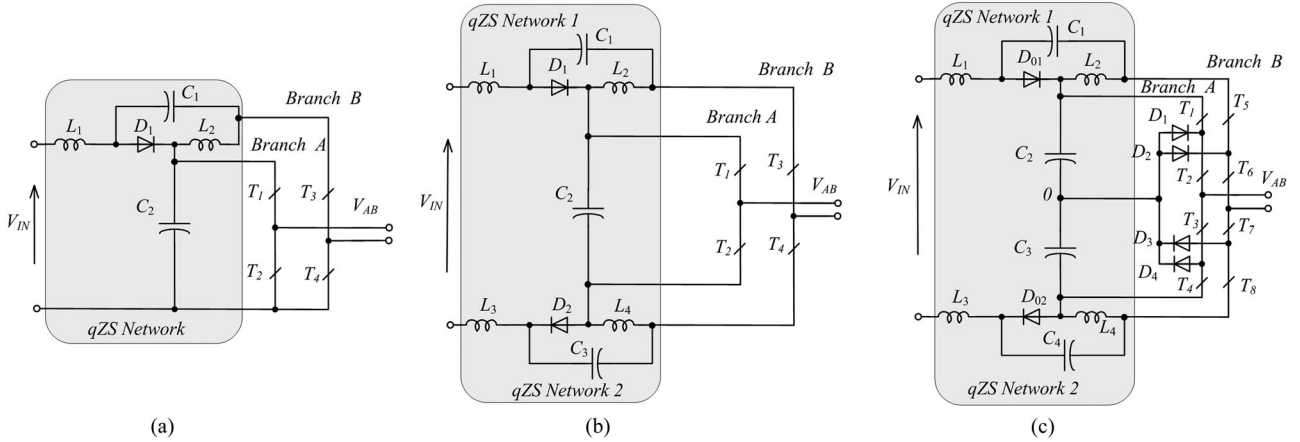 C1
Branch B
L1
D1
L2
Branch A
T1
T3
VIN
C2
VAB
T2
T4
qZS Network
(a)
qZS Network 1
C1
L1
D1
L2
Branch B
Branch A
T3
T1
VIN
C2
VAB
T2
T4
L3
D2
L4
C3
qZS Network 2
(b)
qZS Network 1
C1
L1
D01
L2
Branch B
Branch A
D1
T1
T5
C2
D2
T2
T6
VIN
0
VAB
C3
D3
T3
T7
D4
T4
T8
L3
D02
L4
C4
qZS Network 2
(c)